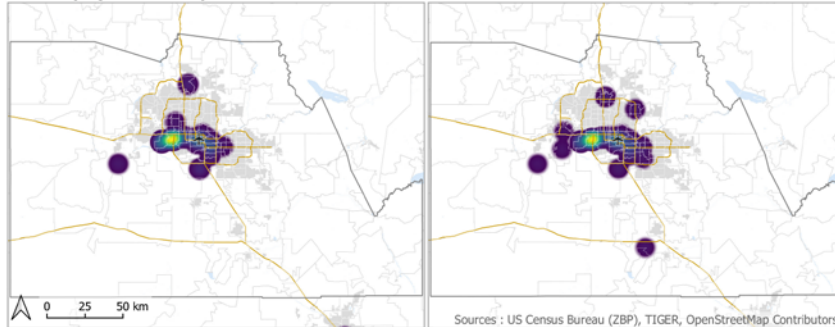 0 25 50 km
Sources : US Census Bureau (ZBP), TIGER, OpenStreetMap Contributors